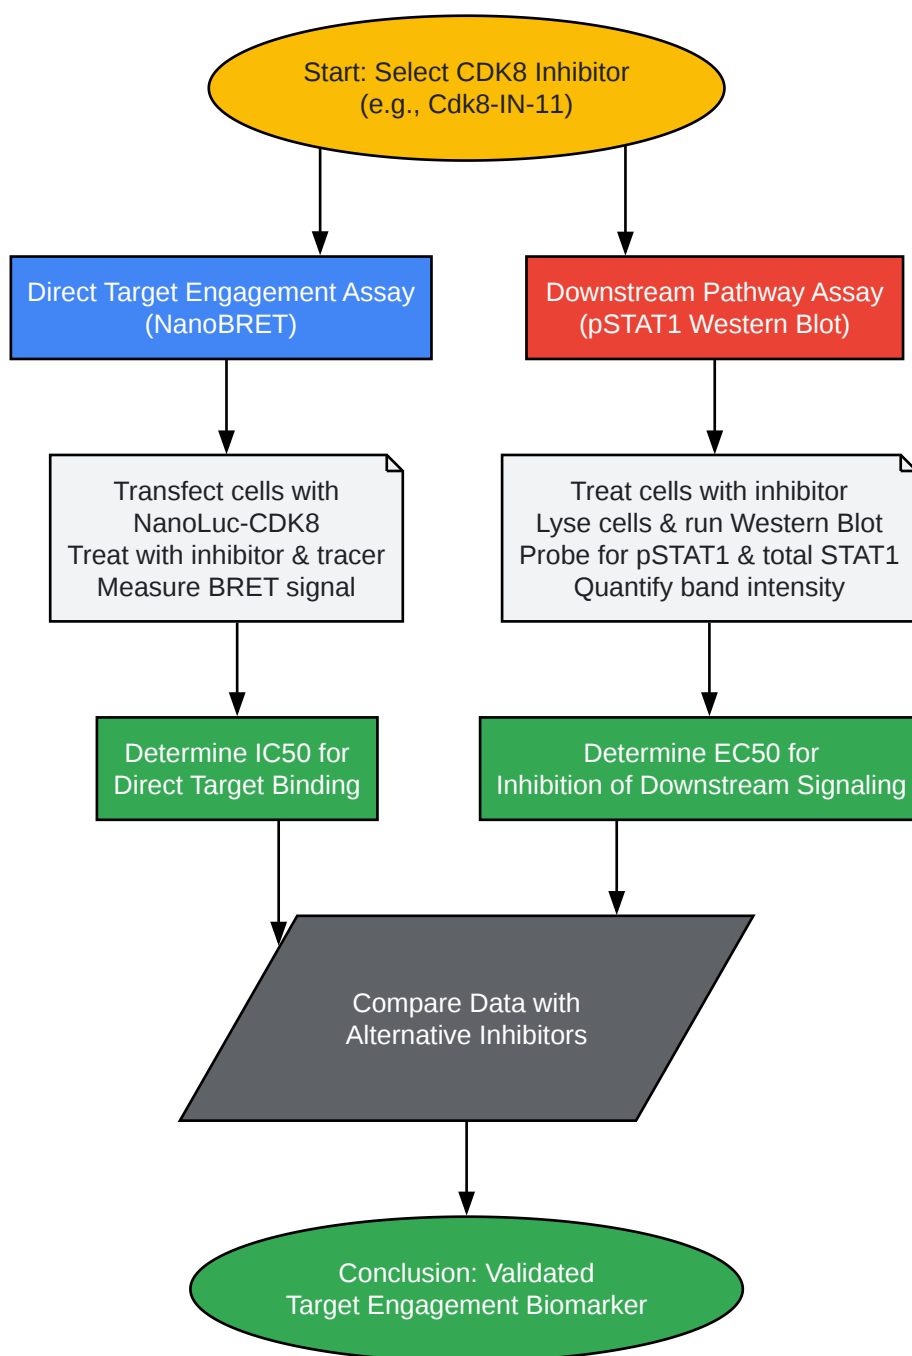 Start: Select CDK8 Inhibitor
(e.g., Cdk8-IN-11)
Direct Target Engagement Assay
(NanoBRET)
Downstream Pathway Assay
(pSTAT1 Western Blot)
Transfect cells with
NanoLuc-CDK8
Treat with inhibitor & tracer
Measure BRET signal
Treat cells with inhibitor
Lyse cells & run Western Blot
Probe for pSTAT1 & total STAT1
Quantify band intensity
Determine IC50 for
Direct Target Binding
Determine EC50 for
Inhibition of Downstream Signaling
Compare Data with
Alternative Inhibitors
Conclusion: Validated
Target Engagement Biomarker